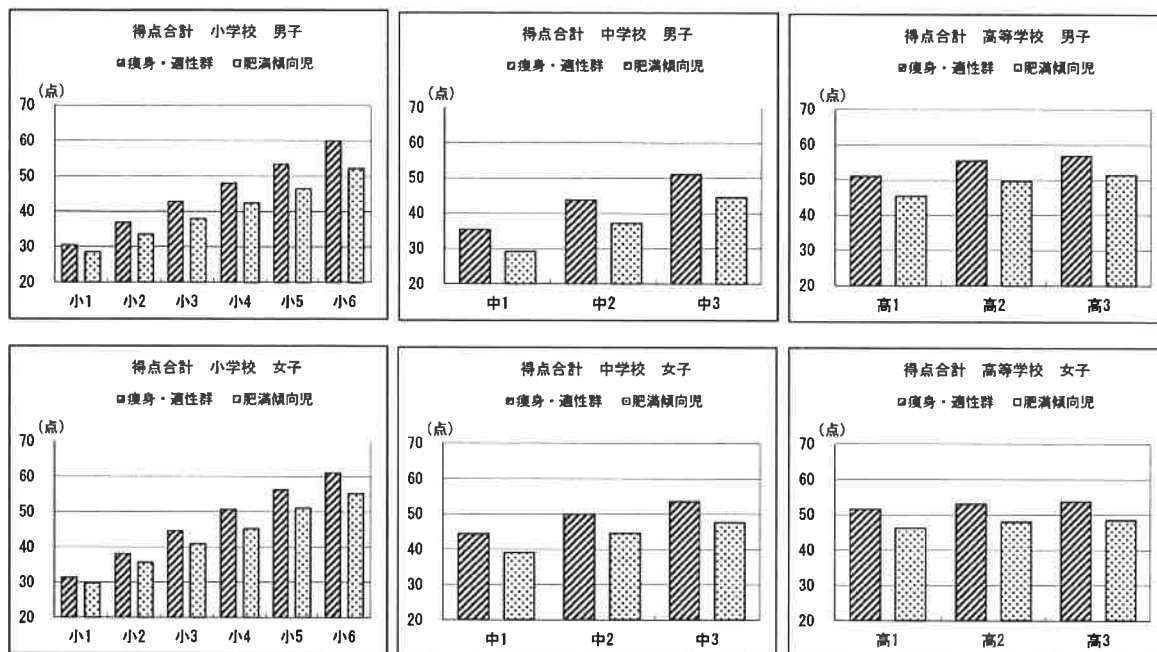 得点合計 小学校 男子
痩身・適性群 肥満傾向児
(点)
70
60
50
40
30
20
小1 小2 小3 小4 小5 小6
得点合計 中学校 男子
痩身・適性群 肥満傾向児
(点)
70
60
50
40
30
20
中1 中2 中3
得点合計 高等学校 男子
痩身・適性群 肥満傾向児
(点)
70
60
50
40
30
20
高1 高2 高3
得点合計 小学校 女子
痩身・適性群 肥満傾向児
(点)
70
60
50
40
30
20
小1 小2 小3 小4 小5 小6
得点合計 中学校 女子
痩身・適性群 肥満傾向児
(点)
70
60
50
40
30
20
中1 中2 中3
得点合計 高等学校 女子
痩身・適性群 肥満傾向児
(点)
70
60
50
40
30
20
高1 高2 高3